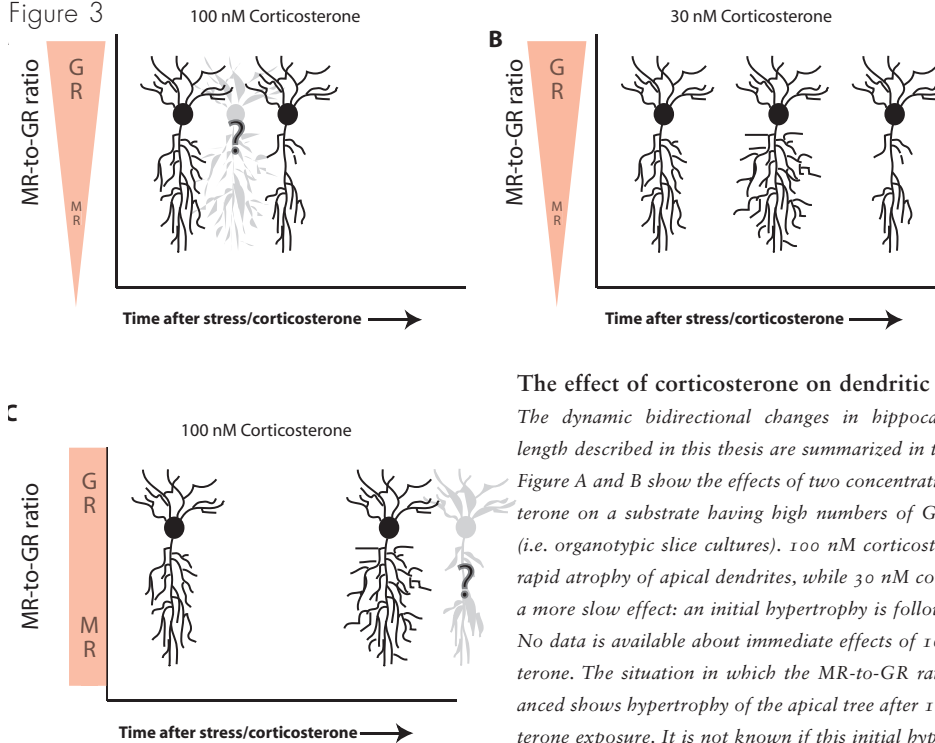 Figure 3
100 nM Corticosterone
MR-to-GR ratio
G
R
M
R
?
Time after stress/corticosterone
B
30 nM Corticosterone
MR-to-GR ratio
G
R
M
R
Time after stress/corticosterone
C
100 nM Corticosterone
MR-to-GR ratio
G
R
M
R
?
Time after stress/corticosterone
The effect of corticosterone on dendritic
The dynamic bidirectional changes in hippoca
length described in this thesis are summarized in t
Figure A and B show the effects of two concentrati
terone on a substrate having high numbers of G
(i.e. organotypic slice cultures). 100 nM corticost
rapid atrophy of apical dendrites, while 30 nM co
a more slow effect: an initial hypertrophy is follo
No data is available about immediate effects of 1
terone. The situation in which the MR-to-GR ra
anced shows hypertrophy of the apical tree after 1
terone exposure. It is not known if this initial hyp